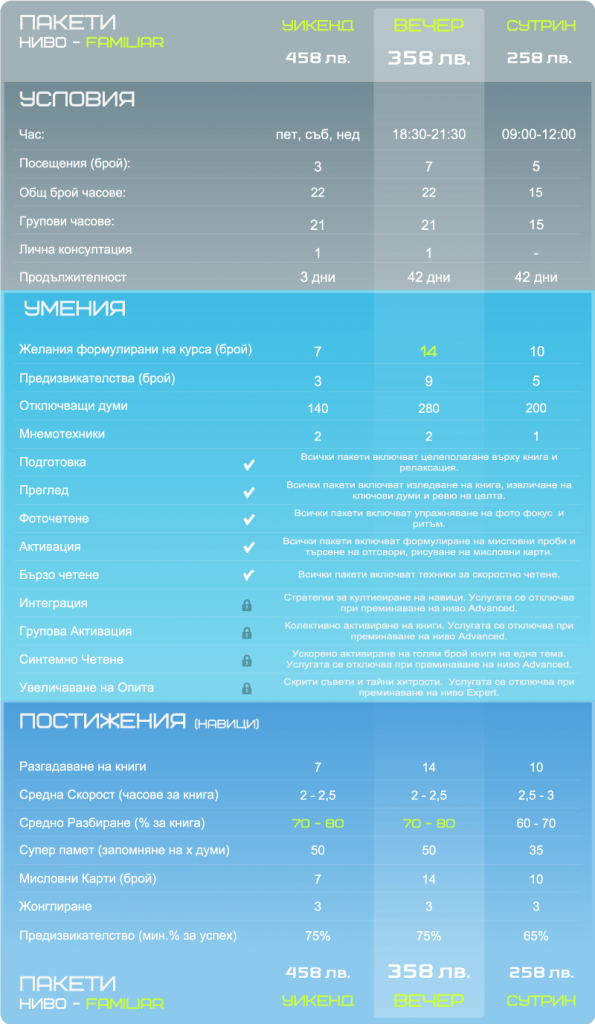 ПАКЕТИ УИКЕНД ВЕЧЕР СУТРИН
НИВО - FAMILIAR 458 лв. 358 лв. 258 лв.
УСЛОВИЯ
Час: пет, съб, нед 18:30-21:30 09:00-12:00
Посещения (брой): 3 7 5
Общ брой часове: 22 22 15
Групови часове: 21 21 15
Лична консултация 1 1 -
Продължителност 3 дни 42 дни 42 дни
УМЕНИЯ
Желания формулирани на курса (брой) 7 14 10
Предизвикателства (брой) 3 9 5
Отключващи думи 140 280 200
Мнемотехники 2 2 1
Подготовка Всички пакети включват целеполагане върху книга и
релаксация.
Преглед Всички пакети включват изледване на книга, извличане на
ключови думи и ревю на целта.
Фоточетене Всички пакети включват упражняване на фото фокус и
ритъм.
Активация Всички пакети включват формулиране на мисловни проби и
търсене на отговори, рисуване на мисловни карти.
Бързо четене Всички пакети включват техники за скоростно четене.
Интеграция Стратегии за култивиране на навици. Услугата се отключва
при преминаване на ниво Advanced.
Групова Активация Колективно активиране на книги. Услугата се отключва при
преминаване на ниво Advanced.
Синтемно Четене Ускорено активиране на голям брой книги на една тема.
Услугата се отключва при преминаване на ниво Advanced.
Увеличаване на Опита Скрити съвети и тайни хитрости. Услугата се отключва при
преминаване на ниво Expert.
ПОСТИЖЕНИЯ (НАВИЦИ)
Разгадаване на книги 7 14 10
Средна Скорост (часове за книга) 2 - 2,5 2 - 2,5 2,5 - 3
Средно Разбиране (% за книга) 70 - 80 70 - 80 60 - 70
Супер памет (запомняне на х думи) 50 50 35
Мисловни Карти (брой) 7 14 10
Жонглиране 3 3 3
Предизвикателство (мин.% за успех) 75% 75% 65%
ПАКЕТИ 458 лв. 358 лв. 258 лв.
НИВО - FAMILIAR УИКЕНД ВЕЧЕР СУТРИН